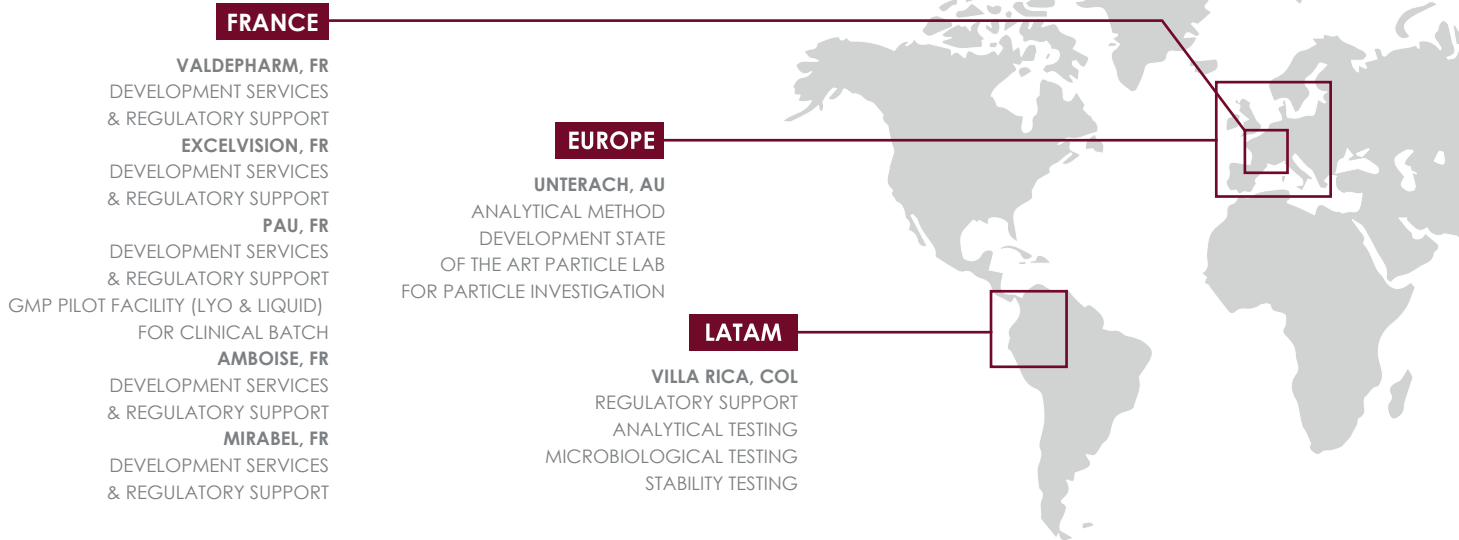 FRANCE
VALDEPHARM, FR
DEVELOPMENT SERVICES
& REGULATORY SUPPORT
EXCELVISION, FR
DEVELOPMENT SERVICES
& REGULATORY SUPPORT
PAU, FR
DEVELOPMENT SERVICES
& REGULATORY SUPPORT
GMP PILOT FACILITY (LYO & LIQUID)
FOR CLINICAL BATCH
AMBOISE, FR
DEVELOPMENT SERVICES
& REGULATORY SUPPORT
MIRABEL, FR
DEVELOPMENT SERVICES
& REGULATORY SUPPORT
EUROPE
UNTERACH, AU
ANALYTICAL METHOD
DEVELOPMENT STATE
OF THE ART PARTICLE LAB
FOR PARTICLE INVESTIGATION
LATAM
VILLA RICA, COL
REGULATORY SUPPORT
ANALYTICAL TESTING
MICROBIOLOGICAL TESTING
STABILITY TESTING